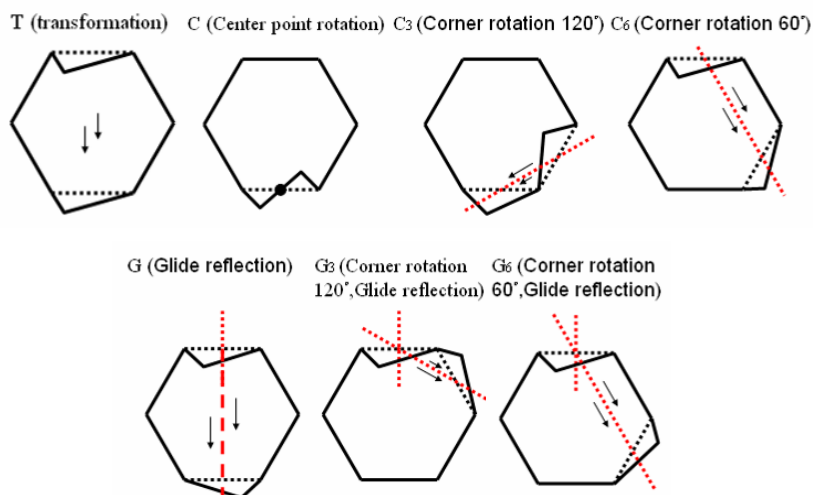 T (transformation) C (Center point rotation) C3 (Corner rotation 120°) C6 (Corner rotation 60°)
G (Glide reflection) G3 (Corner rotation G6 (Corner rotation
120°,Glide reflection) 60°,Glide reflection)